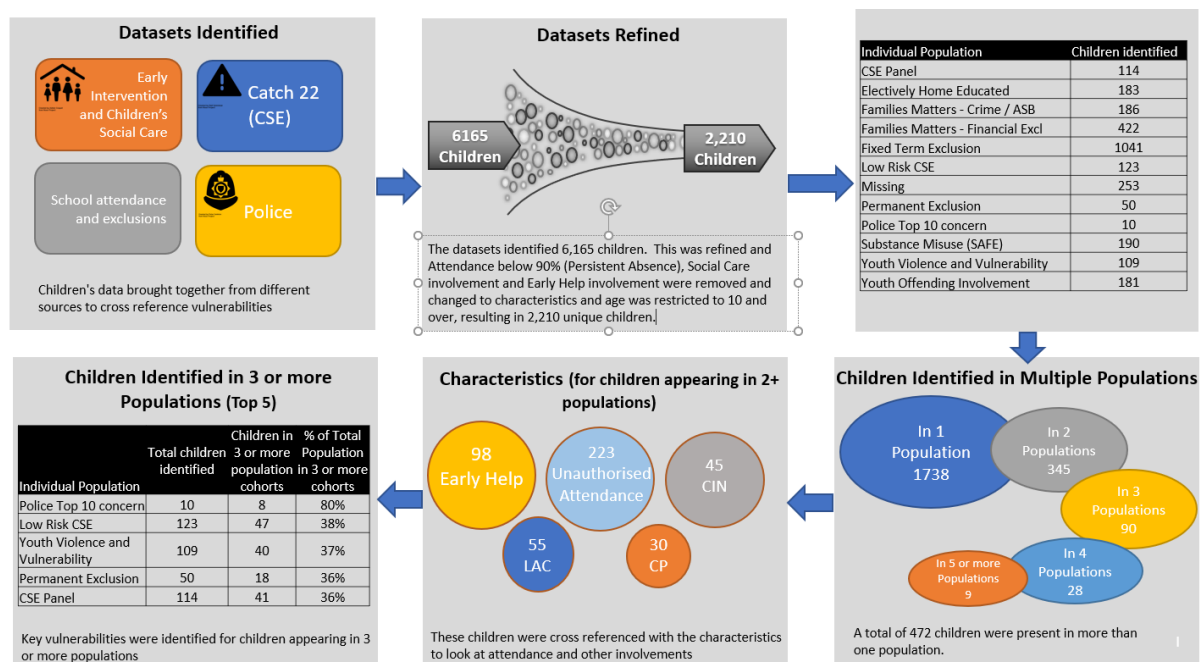 Datasets Identified
Early
Intervention
and Children's
Social Care
Catch 22
(CSE)
School attendance
and exclusions
Police
Children's data brought together from different
sources to cross reference vulnerabilities
Datasets Refined
6165
Children
2,210
Children
The datasets identified 6,165 children.  This was refined and
Attendance below 90% (Persistent Absence), Social Care
involvement and Early Help involvement were removed and
changed to characteristics and age was restricted to 10 and
over, resulting in 2,210 unique children.
Individual Population Children identified
CSE Panel 114
Electively Home Educated 183
Families Matters - Crime / ASB 186
Families Matters - Financial Excl 422
Fixed Term Exclusion 1041
Low Risk CSE 123
Missing 253
Permanent Exclusion 50
Police Top 10 concern 10
Substance Misuse (SAFE) 190
Youth Violence and Vulnerability 109
Youth Offending Involvement 181
Children Identified in Multiple Populations
In 1
Population
1738
In 2
Populations
345
In 3
Populations
90
In 4
Populations
28
In 5 or more
Populations
9
A total of 472 children were present in more than
one population.
Characteristics (for children appearing in 2+
populations)
98
Early Help
223
Unauthorised
Attendance
45
CIN
55
LAC
30
CP
These children were cross referenced with the characteristics
to look at attendance and other involvements
Children Identified in 3 or more
Populations (Top 5)
Individual Population
Total children
identified
Children in
3 or more
population
cohorts
% of Total
Population
in 3 or more
cohorts
Police Top 10 concern 10 8 80%
Low Risk CSE 123 47 38%
Youth Violence and
Vulnerability 109 40 37%
Permanent Exclusion 50 18 36%
CSE Panel 114 41 36%
Key vulnerabilities were identified for children appearing in 3
or more populations